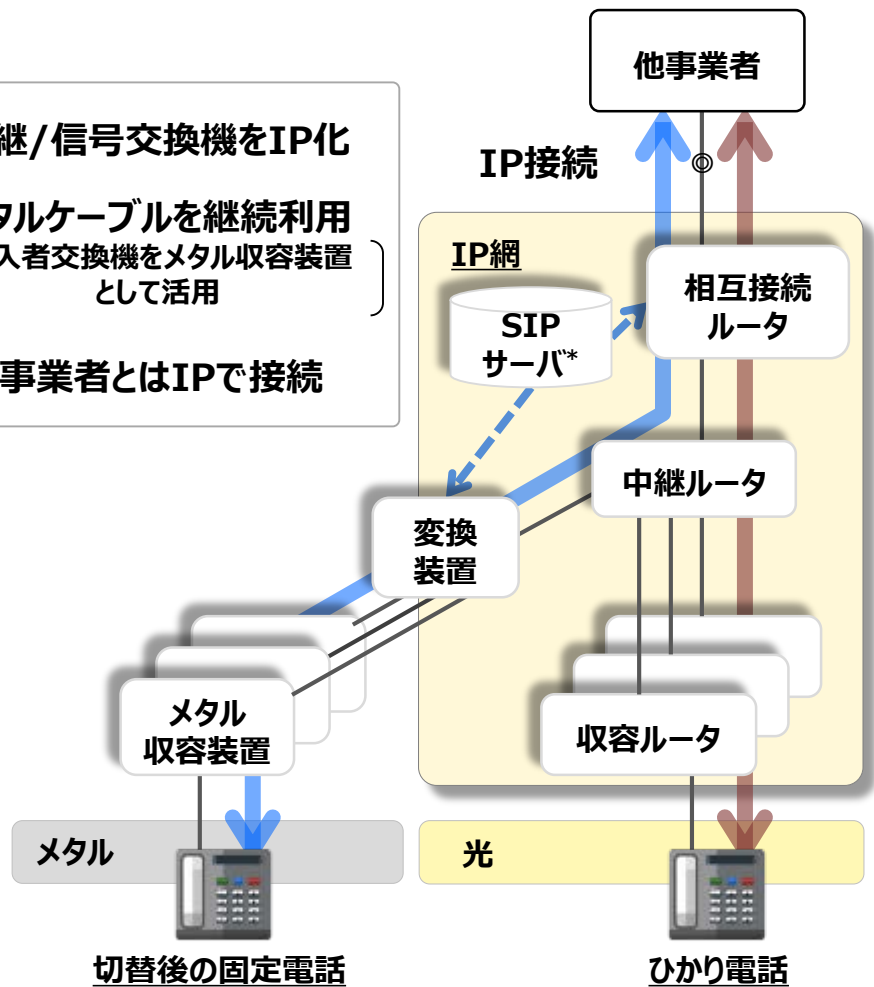 他事業者
継/信号交換機をIP化
IP接続
タルケーブルを継続利用
入者交換機をメタル収容装置
として活用
事業者とはIPで接続
IP網
相互接続
ルータ
SIP
サーバ*
中継ルータ
変換
装置
メタル
収容装置
収容ルータ
メタル
光
切替後の固定電話
ひかり電話